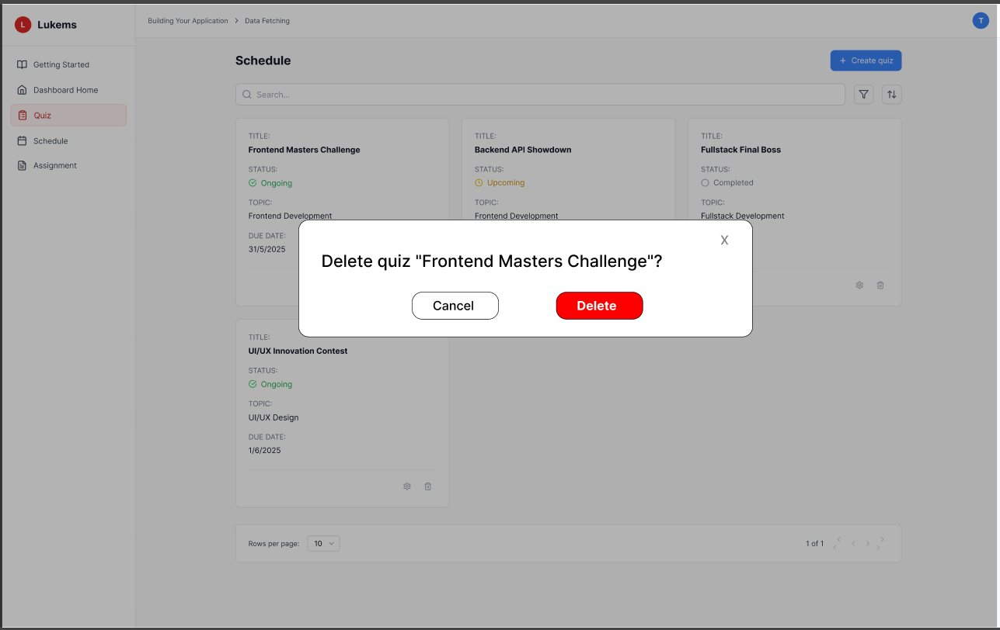 L Lukems
Building Your Application > Data Fetching
T
Getting Started
Dashboard Home
Quiz
Schedule
Assignment
Schedule
+ Create quiz
Search...
TITLE:
Frontend Masters Challenge
STATUS:
Ongoing
TOPIC:
Frontend Development
DUE DATE:
31/5/2025
TITLE:
Backend API Showdown
STATUS:
Upcoming
TOPIC:
Frontend Development
TITLE:
Fullstack Final Boss
STATUS:
Completed
TOPIC:
Fullstack Development
X
Delete quiz "Frontend Masters Challenge"?
Cancel
Delete
TITLE:
UI/UX Innovation Contest
STATUS:
Ongoing
TOPIC:
UI/UX Design
DUE DATE:
1/6/2025
Rows per page: 10
1 of 1